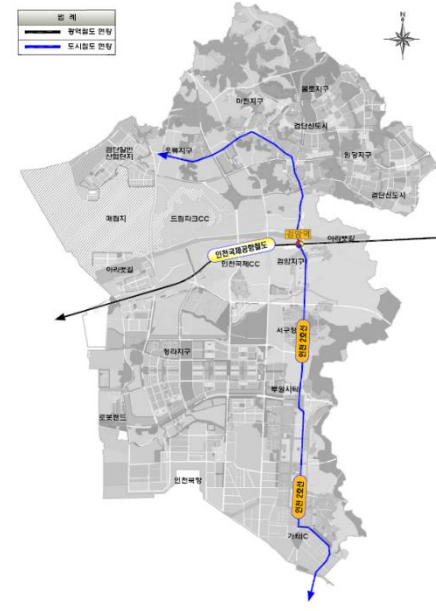 범 례
광역철도 현황
도시철도 현황
N
불로지구
마전지구
검단신도시
오류지구
원당지구
검단일반
산업단지
검단신도시
매립지
드림파크CC
검암역
아라뱃길
인천국제공항철도
아라뱃길
인천국제CC
검암지구
서구청
인천 2호선
청라지구
루원시티
로봇랜드
인천북항
인천 2호선
가좌IC